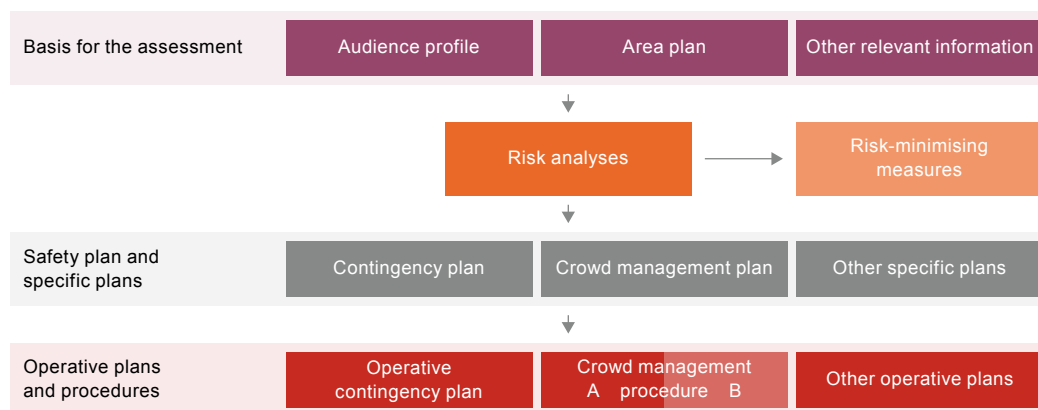 Basis for the assessment
Audience profile
Area plan
Other relevant information
Risk analyses
Risk-minimising
measures
Safety plan and
specific plans
Contingency plan
Crowd management plan
Other specific plans
Operative plans
and procedures
Operative
contingency plan
Crowd management
A procedure B
Other operative plans